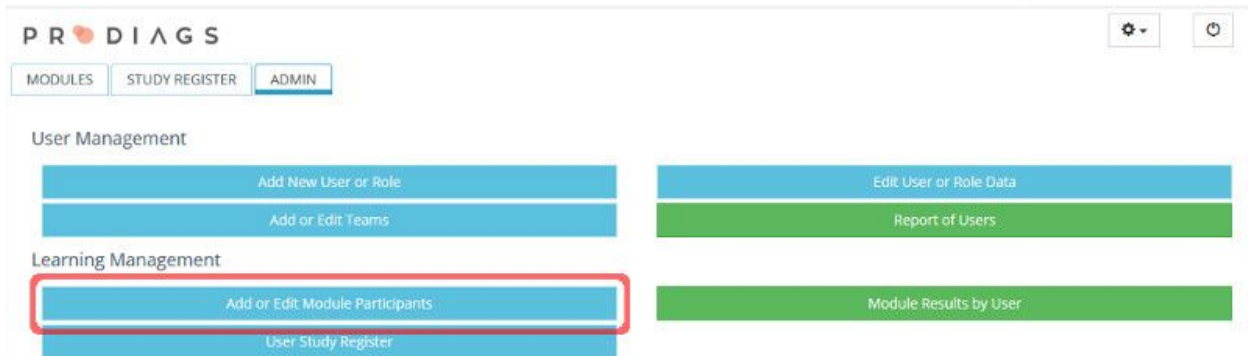 PRODIAGS
MODULES STUDY REGISTER ADMIN
User Management
Add New User or Role Edit User or Role Data
Add or Edit Teams Report of Users
Learning Management
Add or Edit Module Participants Module Results by User
User Study Register